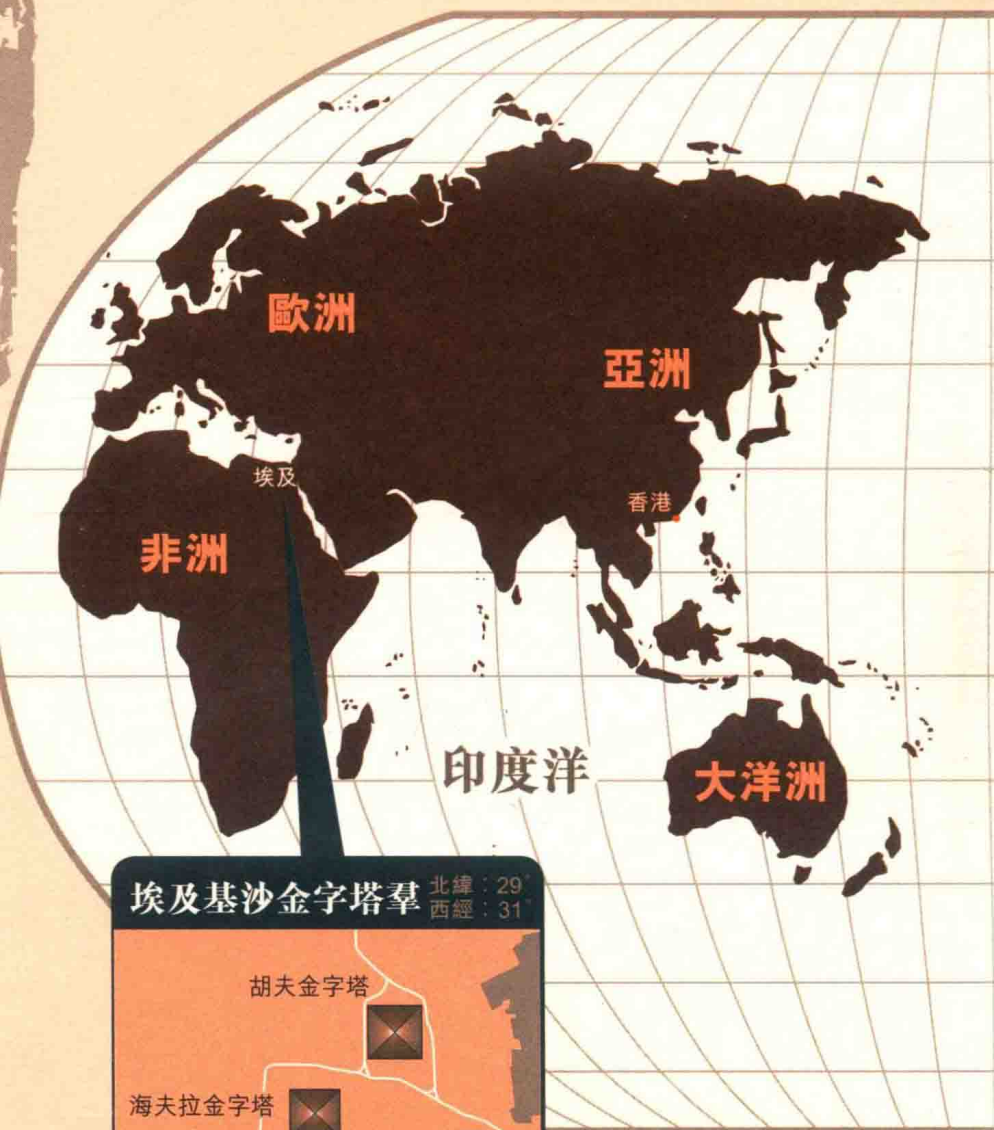 歐洲
亞洲
埃及
香港
非洲
印度洋
大洋洲
埃及基沙金字塔羣
北緯：29°
西經：31°
胡夫金字塔
海夫拉金字塔